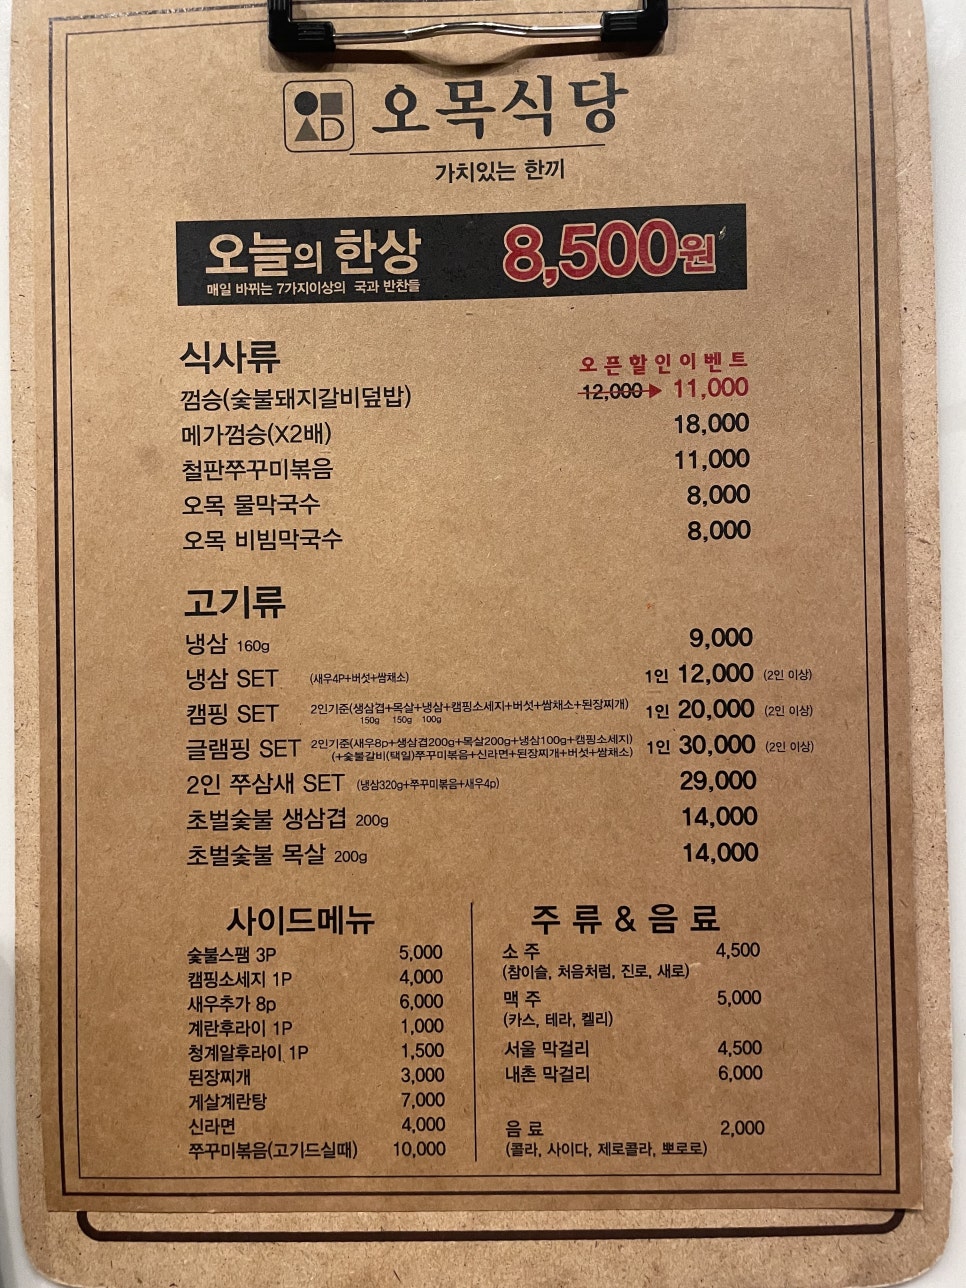 오목식당
가치있는 한끼
오늘의 한상 8,500원
매일 바뀌는 7가지이상의 국과 반찬들
식사류
오픈할인이벤트
껌승(숯불돼지갈비덮밥) 12,000▶ 11,000
메가껌승(X2배) 18,000
철판쭈꾸미볶음 11,000
오목 물막국수 8,000
오목 비빔막국수 8,000
고기류
냉삼 160g 9,000
냉삼 SET (새우4P+버섯+쌈채소) 1인 12,000 (2인 이상)
캠핑 SET 2인기준(생삼겹+목살+냉삼+캠핑소세지+버섯+쌈채소+된장찌개) 1인 20,000 (2인 이상)
150g 150g 100g
글램핑 SET 2인기준(새우8p+생삼겹200g+목살200g+냉삼100g+캠핑소세지) 1인 30,000 (2인 이상)
(+숯불갈비(택일)쭈꾸미볶음+신라면+된장찌개+버섯+쌈채소)
2인 쭈삼새 SET (냉삼320g+쭈꾸미볶음+새우4p) 29,000
초벌숯불 생삼겹 200g 14,000
초벌숯불 목살 200g 14,000
사이드메뉴
숯불스팸 3P 5,000
캠핑소세지 1P 4,000
새우추가 8p 6,000
계란후라이 1P 1,000
청계알후라이 1P 1,500
된장찌개 3,000
게살계란탕 7,000
신라면 4,000
쭈꾸미볶음(고기드실때) 10,000
주류&음료
소주 4,500
(참이슬, 처음처럼, 진로, 새로)
맥주 5,000
(카스, 테라, 켈리)
서울 막걸리 4,500
내촌 막걸리 6,000
음료 2,000
(콜라, 사이다, 제로콜라, 뽀로로)